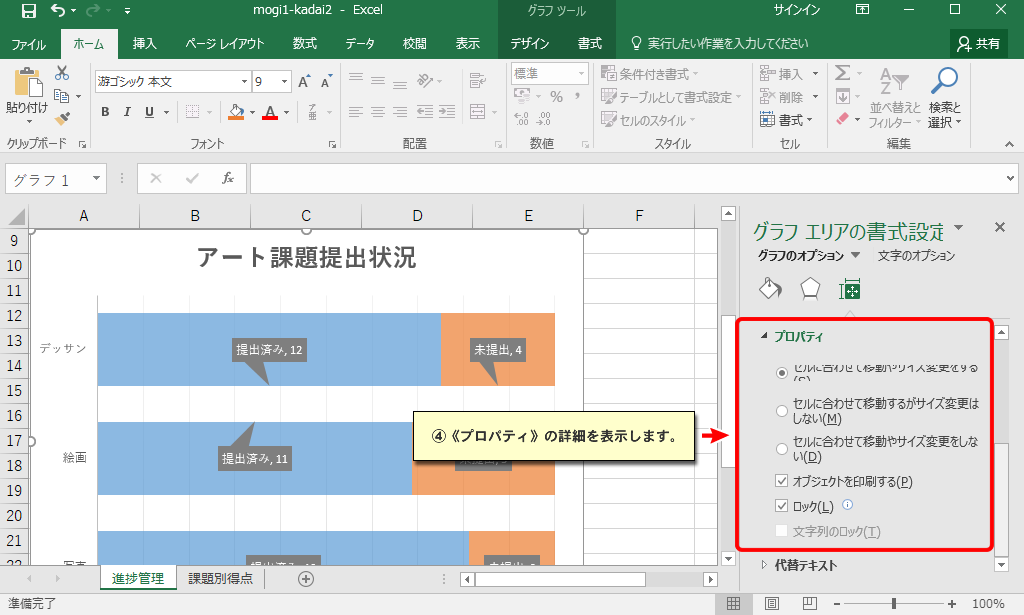 mogi1-kadai2 - Excel
グラフ ツール
サインイン
ファイル
ホーム
挿入
ページ レイアウト
数式
データ
校閲
表示
デザイン
書式
実行したい作業を入力してください
共有
貼り付け
クリップボード
游ゴシック 本文
9
A A
B I U
A
フォント
配置
標準
%
数値
条件付き書式
テーブルとして書式設定
セルのスタイル
スタイル
挿入
削除
書式
セル
Σ
並べ替えと
フィルター
検索と
選択
編集
グラフ 1
fx
A B C D E F
9
10
11
12
13
14
15
16
17
18
19
20
21
アート課題提出状況
デッサン
提出済み, 12
未提出, 4
絵画
提出済み, 11
④《プロパティ》の詳細を表示します。
グラフ エリアの書式設定
グラフのオプション
文字のオプション
プロパティ
セルに合わせて移動やサイズ変更をする
セルに合わせて移動するがサイズ変更は
しない(M)
セルに合わせて移動やサイズ変更をしな
い(D)
オブジェクトを印刷する(P)
ロック(L)
文字列のロック(T)
代替テキスト
進捗管理
課題別得点
準備完了
100%